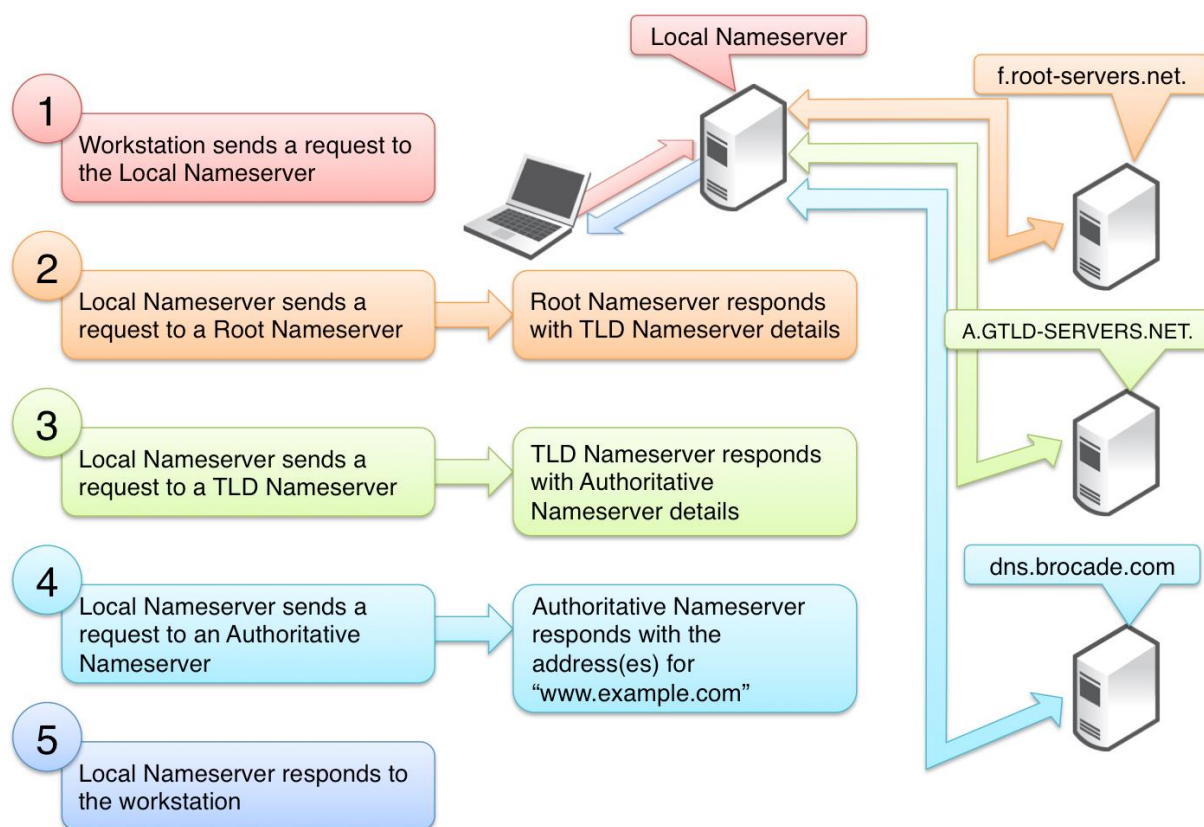 Local Nameserver
f.root-servers.net.
1
Workstation sends a request to
the Local Nameserver
2
Local Nameserver sends a
request to a Root Nameserver
Root Nameserver responds
with TLD Nameserver details
A.GTLD-SERVERS.NET.
3
Local Nameserver sends a
request to a TLD Nameserver
TLD Nameserver responds
with Authoritative
Nameserver details
dns.brocade.com
4
Local Nameserver sends a
request to an Authoritative
Nameserver
Authoritative Nameserver
responds with the
address(es) for
“www.example.com”
5
Local Nameserver responds to
the workstation